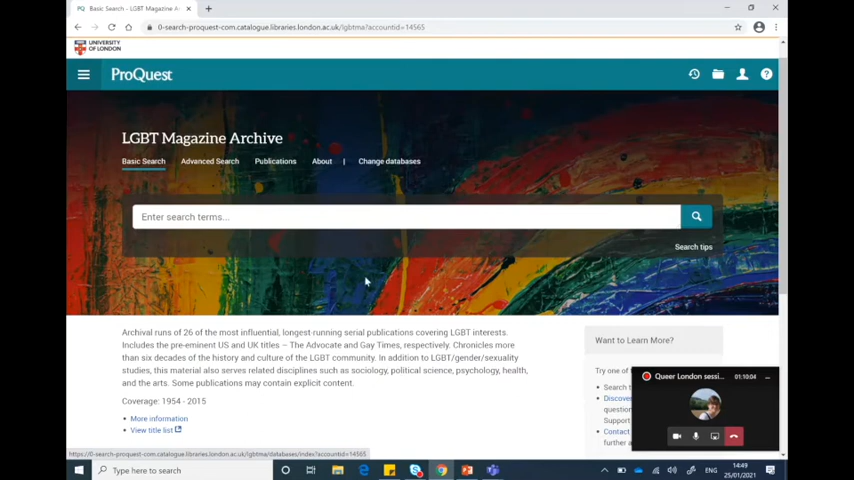 Basic Search - LGBT Magazine A
0-search-proquest-com.catalogue.libraries.london.ac.uk/lgbtma?accountid=14565
UNIVERSITY
OF LONDON
ProQuest
LGBT Magazine Archive
Basic Search Advanced Search Publications About | Change databases
Enter search terms...
Search tips
Archival runs of 26 of the most influential, longest-running serial publications covering LGBT interests.
Includes the pre-eminent US and UK titles – The Advocate and Gay Times, respectively. Chronicles more
than six decades of the history and culture of the LGBT community. In addition to LGBT/gender/sexuality
studies, this material also serves related disciplines such as sociology, political science, psychology, health,
and the arts. Some publications may contain explicit content.
Coverage: 1954 - 2015
• More information
• View title list
Want to Learn More?
Try one of
• Search t
• Discover
question
Support
• Contact
further a
Queer London sessi... 01:10:04
https://0-search-proquest-com.catalogue.libraries.london.ac.uk/lgbtma/databases/index?accountid=14565
Type here to search
ENG
14:49
25/01/2021